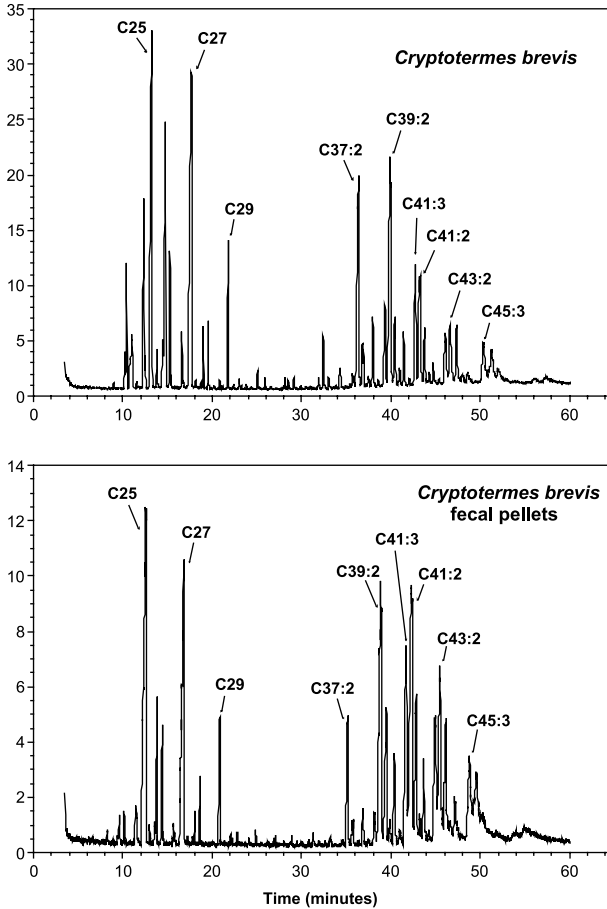 35
30
25
20
15
10
5
0
C25
C27
Cryptotermes brevis
C39:2
C37:2
C41:3
C29
C41:2
C43:2
C45:3
0 10 20 30 40 50 60
14
12
10
8
6
4
2
0
C25
Cryptotermes brevis
fecal pellets
C27
C41:3
C39:2
C41:2
C43:2
C29
C37:2
C45:3
0 10 20 30 40 50 60
Time (minutes)